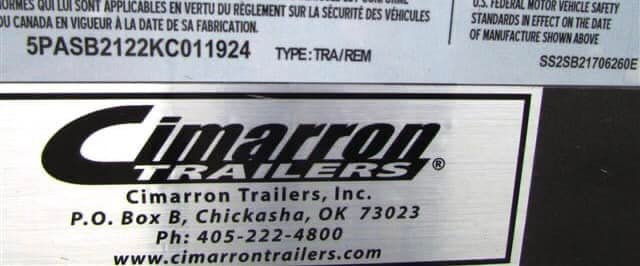 NORMES QUI LUI SONT APPLICABLES EN VERTU DU RÈGLEMENT SUR LA SÉCURITÉ DES VÉHICULES
DU CANADA EN VIGUEUR À LA DATE DE SA FABRICATION.
U.S. FEDERAL MOTOR VEHICLE SAFETY
STANDARDS IN EFFECT ON THE DATE
OF MANUFACTURE SHOWN ABOVE
5PASB2122KC011924 TYPE: TRA/REM
SS2SB21706260E
Cimarron
TRAILERS®
Cimarron Trailers, Inc.
P.O. Box B, Chickasha, OK 73023
Ph: 405-222-4800
www.cimarrontrailers.com